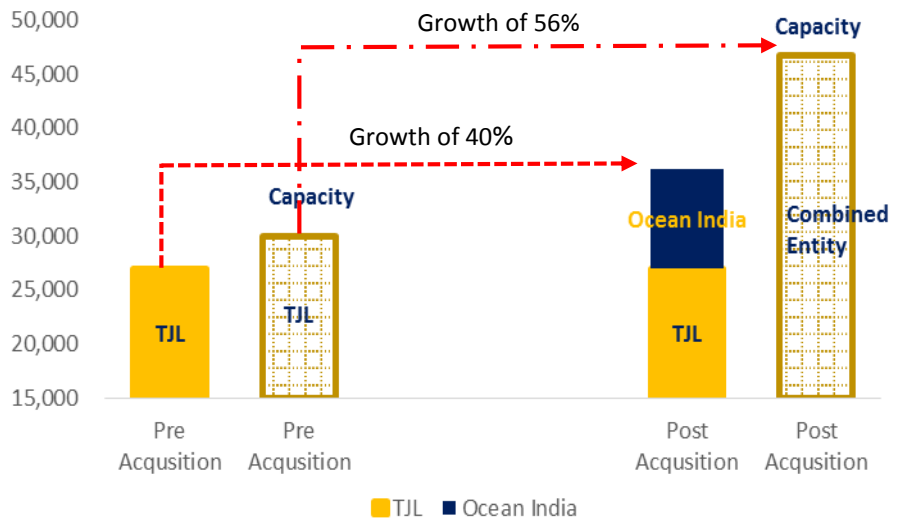 Growth of 56%
Capacity
Growth of 40%
Capacity
50,000
45,000
40,000
35,000
30,000
25,000
20,000
15,000
TJL
TJL
Ocean India
TJL
Combined
Entity
Pre
Acqusition
Pre
Acqusition
Post
Acqusition
Post
Acqusition
TJL
Ocean India